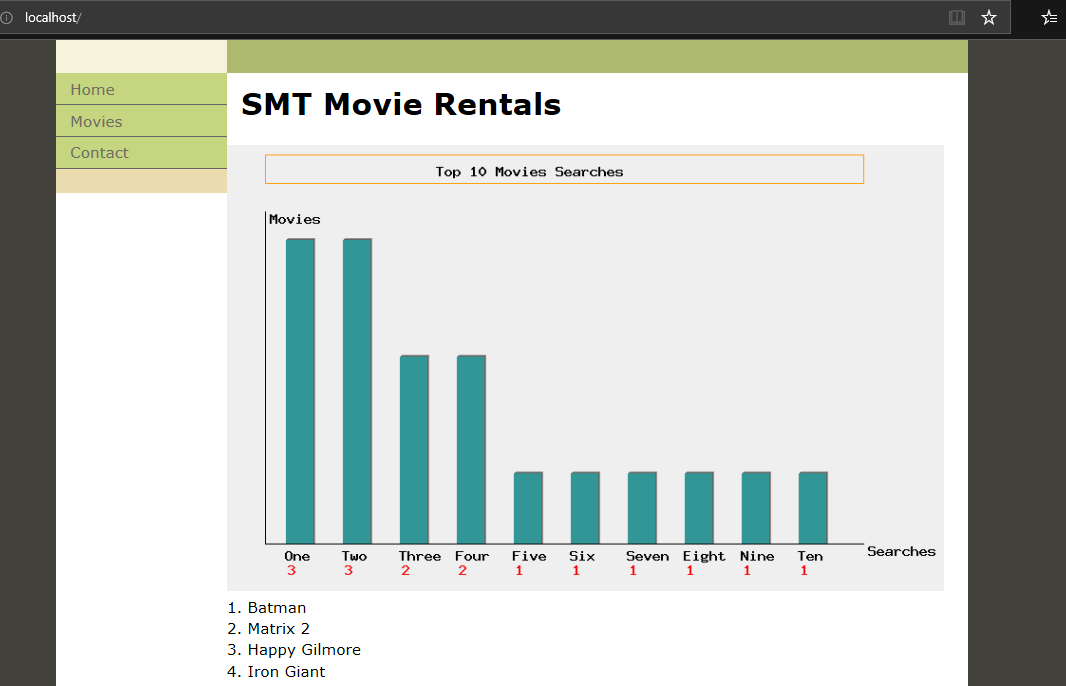 localhost/
Home
Movies
Contact
SMT Movie Rentals
Top 10 Movies Searches
Movies
One Two Three Four Five Six Seven Eight Nine Ten
3 3 2 2 1 1 1 1 1 1
Searches
1. Batman
2. Matrix 2
3. Happy Gilmore
4. Iron Giant